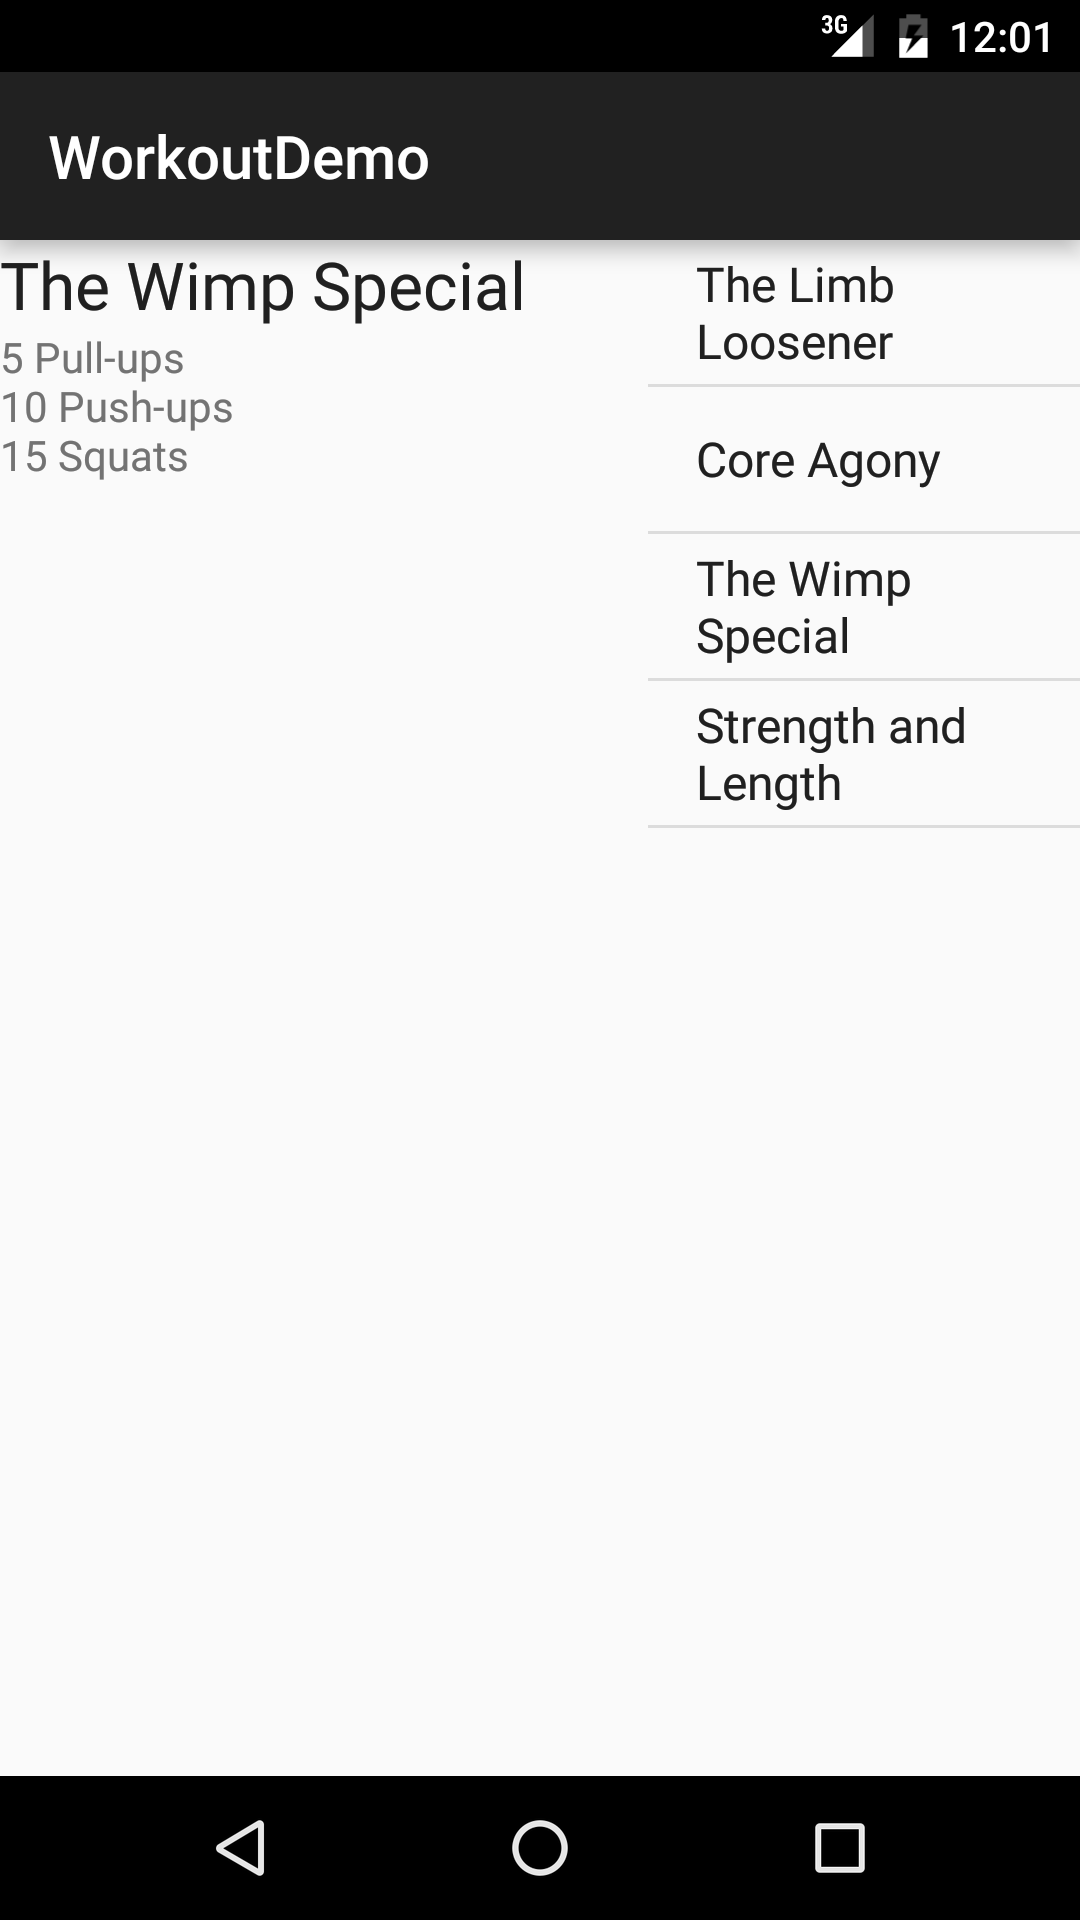 3G 12:01
WorkoutDemo
The Wimp Special
5 Pull-ups
10 Push-ups
15 Squats
The Limb
Loosener
Core Agony
The Wimp
Special
Strength and
Length